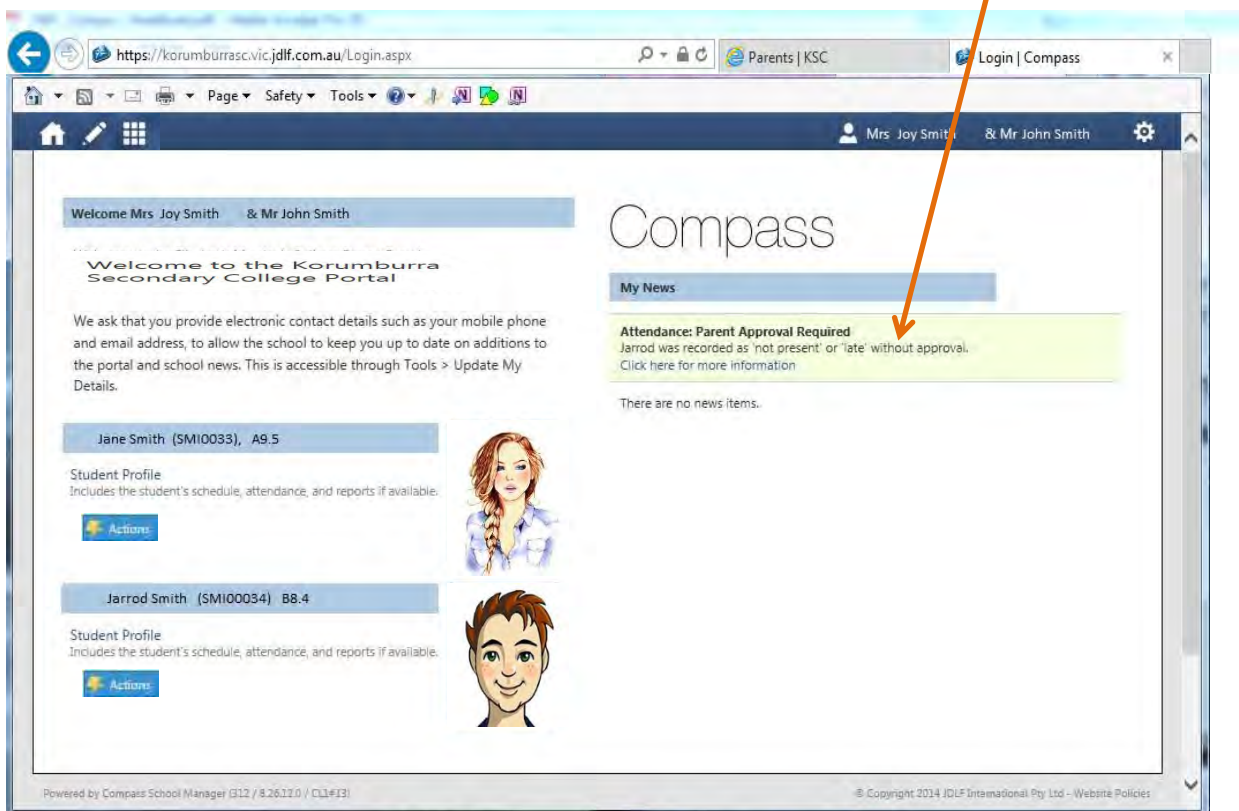 https://korumburrasc.vic.jdlf.com.au/Login.aspx
Parents | KSC
Login | Compass
Page Safety Tools
Mrs Joy Smith & Mr John Smith
Welcome Mrs Joy Smith & Mr John Smith
Welcome to the Korumburra
Secondary College Portal
We ask that you provide electronic contact details such as your mobile phone
and email address, to allow the school to keep you up to date on additions to
the portal and school news. This is accessible through Tools > Update My
Details.
Jane Smith (SMI0033), A9.5
Student Profile
Includes the student's schedule, attendance, and reports if available.
Actions
Jarrod Smith (SMI00034) B8.4
Student Profile
Includes the student's schedule, attendance, and reports if available.
Actions
Compass
My News
Attendance: Parent Approval Required
Jarrod was recorded as 'not present' or 'late' without approval.
Click here for more information
There are no news items.
Powered by Compass School Manager
© Copyright 2014 JDLF International Pty Ltd - Website Policies